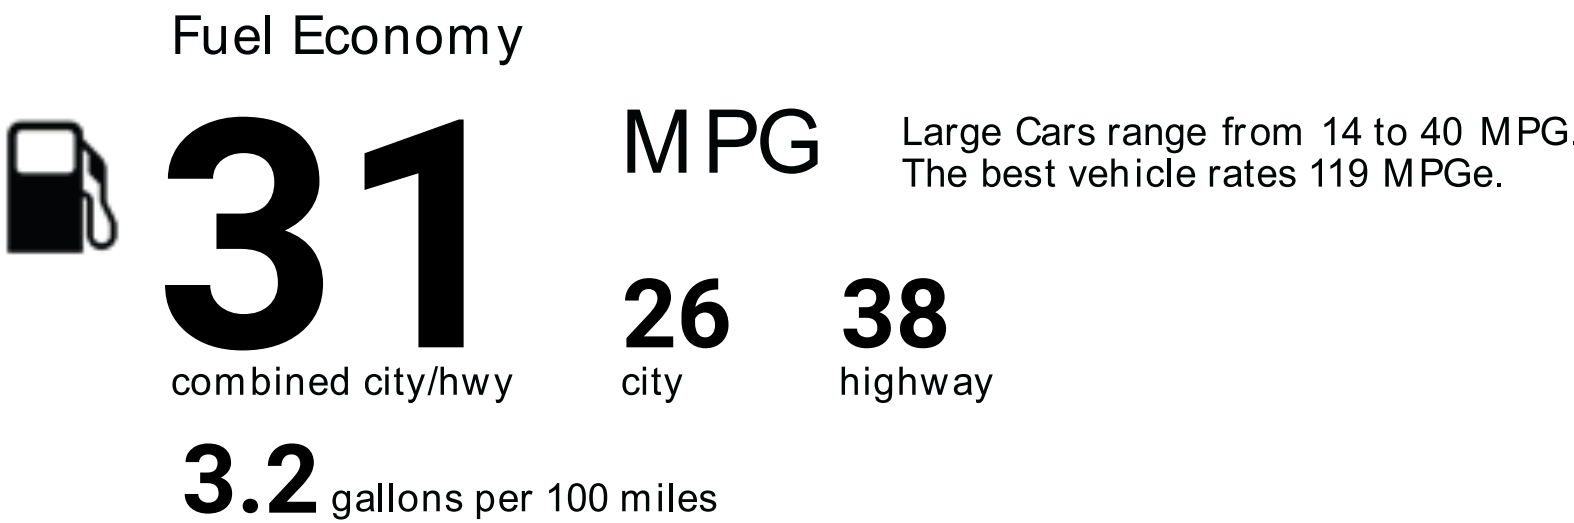 Fuel Economy
31
MPG
Large Cars range from 14 to 40 MPG.
The best vehicle rates 119 MPGe.
26
38
combined city/hwy
city
highway
3.2 gallons per 100 miles